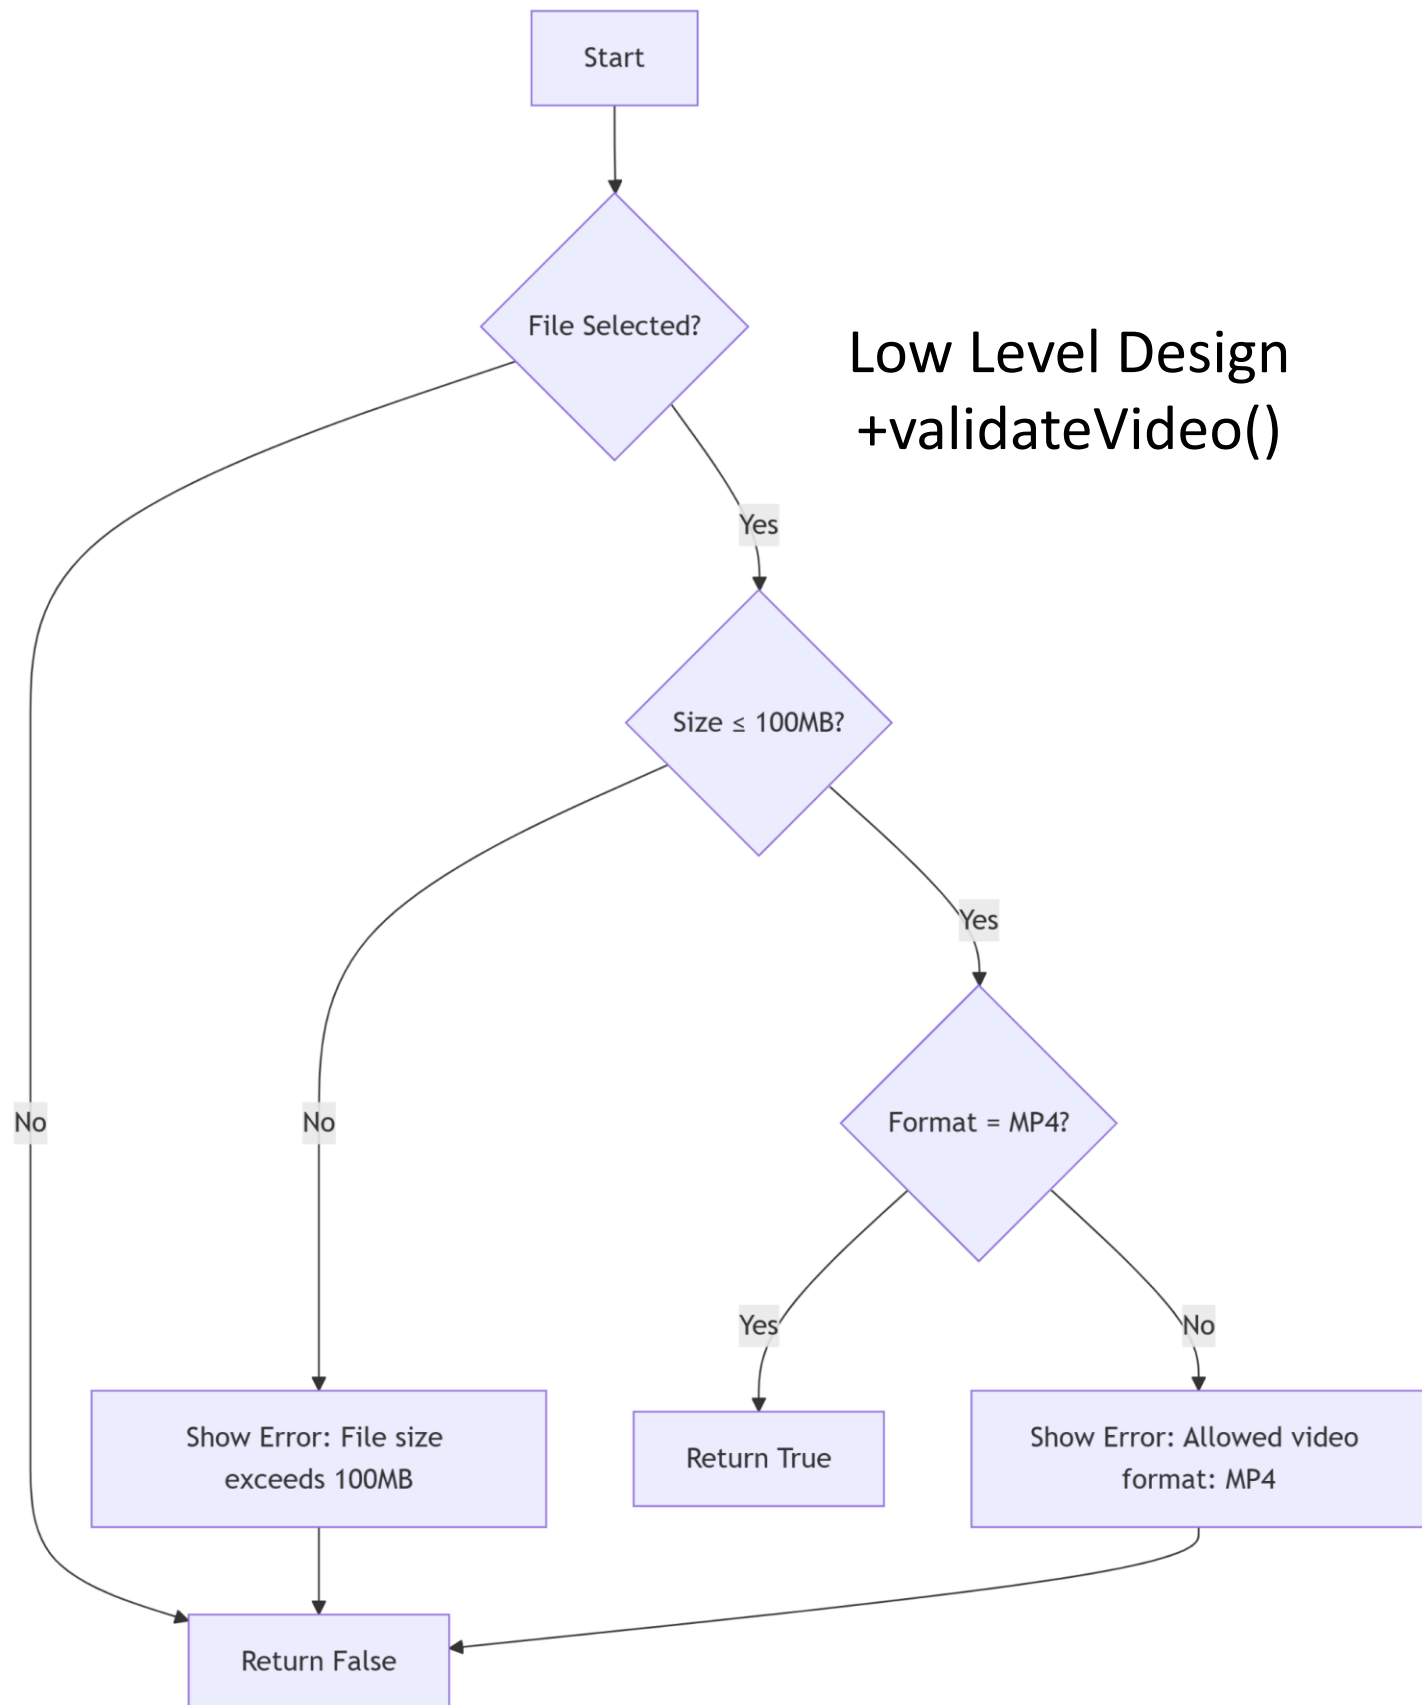 Start
File Selected?
Low Level Design
+validateVideo()
Yes
Size ≤ 100MB?
Yes
No
No
Format = MP4?
Yes
No
Show Error: File size
exceeds 100MB
Return True
Show Error: Allowed video
format: MP4
Return False